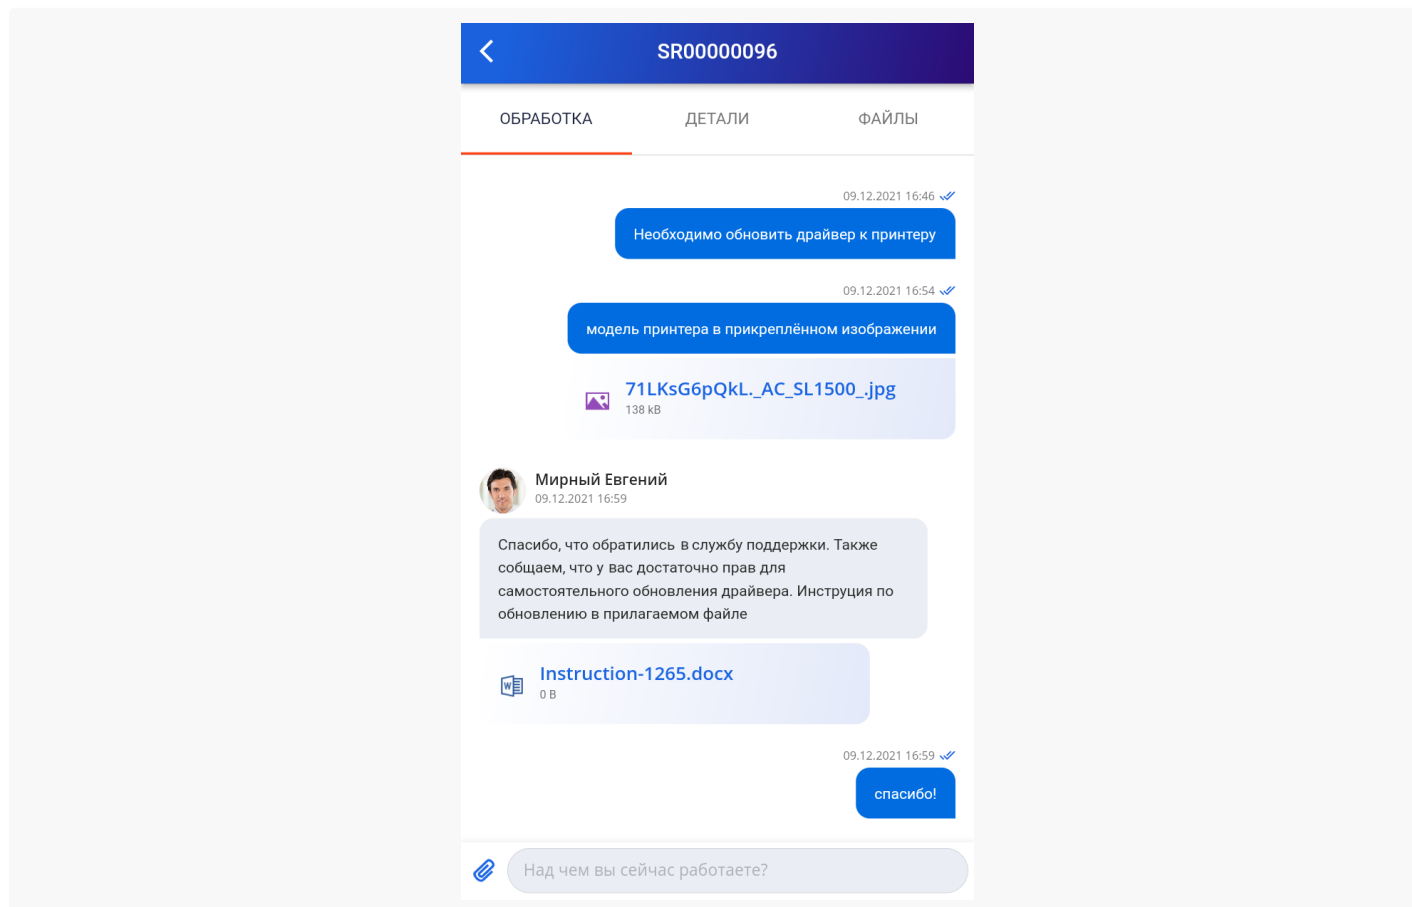 SR00000096
ОБРАБОТКА ДЕТАЛИ ФАЙЛЫ
09.12.2021 16:46
Необходимо обновить драйвер к принтеру
09.12.2021 16:54
модель принтера в прикреплённом изображении
71LKsG6pQkL._AC_SL1500_.jpg
138 kB
Мирный Евгений
09.12.2021 16:59
Спасибо, что обратились в службу поддержки. Также
собщаем, что у вас достаточно прав для
самостоятельного обновления драйвера. Инструция по
обновлению в прилагаемом файле
Instruction-1265.docx
0 B
09.12.2021 16:59
спасибо!
Над чем вы сейчас работаете?